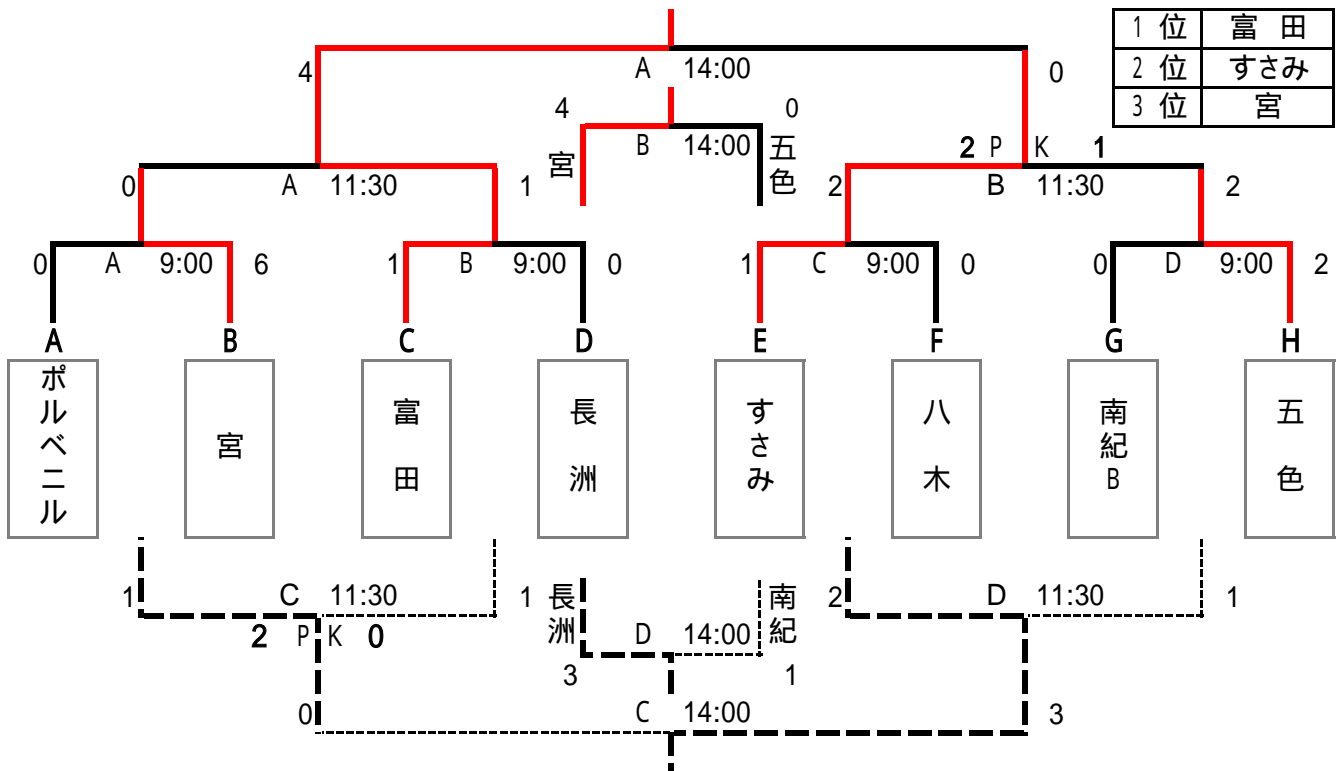 1 位 富 田
2 位 すさみ
3 位 宮
4 A 14:00 0
4 0
宮 B 14:00 五色
2 P K 1
0 A 11:30 1
2 B 11:30 2
0 A 9:00 6
1 B 9:00 0
1 C 9:00 0
0 D 9:00 2
A B C D E F G H
ポルベニル
宮
富田
長洲
すさみ
八木
南紀B
五色
1 C 11:30 1
2 P K 0
長洲 D 14:00 南紀
3 1
2 D 11:30 1
0 C 14:00 3